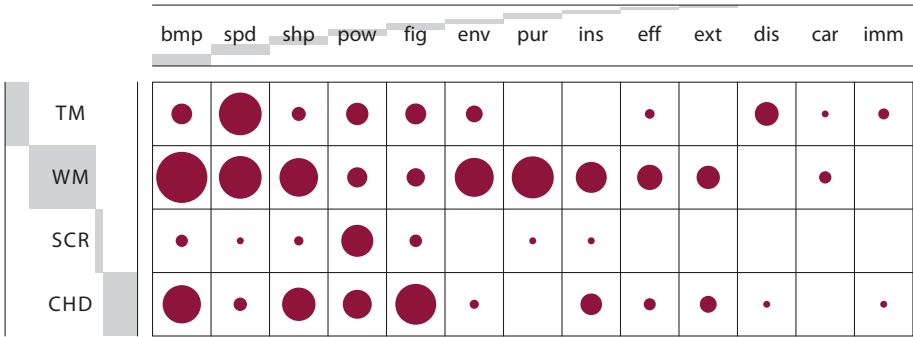 bmp spd shp pow fig env pur ins eff ext dis car imm
TM
WM
SCR
CHD